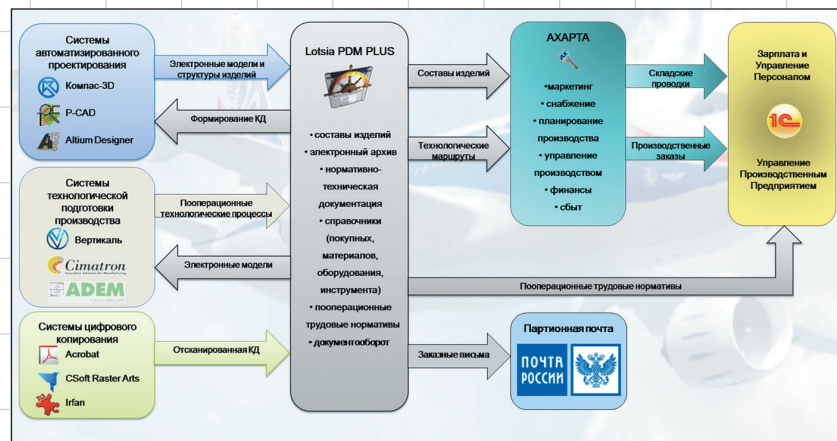 Системы
автоматизированного
проектирования
Компас-3D
P-CAD
Altium Designer
Электронные модели и
структуры изделий
Формирование КД
Системы
технологической
подготовки
производства
Вертикаль
Cimatron
ADEM
Пооперационные
технологические процессы
Электронные модели
Системы цифрового
копирования
Acrobat
CSoft Raster Arts
Irfan
Отсканированная КД
Lotsia PDM PLUS
• составы изделий
• электронный архив
• нормативно-
техническая
документация
• справочники
(покупных,
материалов,
оборудования,
инструмента)
• пооперационные
трудовые нормативы
• документооборот
Составы изделий
Технологические
маршруты
АХАРТА
•маркетинг
• снабжение
• планирование
производства
• управление
производством
• финансы
• сбыт
Складские
проводки
Производственные
заказы
Зарплата и
Управление
Персоналом
1С
Управление
Производственным
Предприятием
Пооперационные трудовые нормативы
Заказные письма
Партионная почта
ПОЧТА
РОССИИ